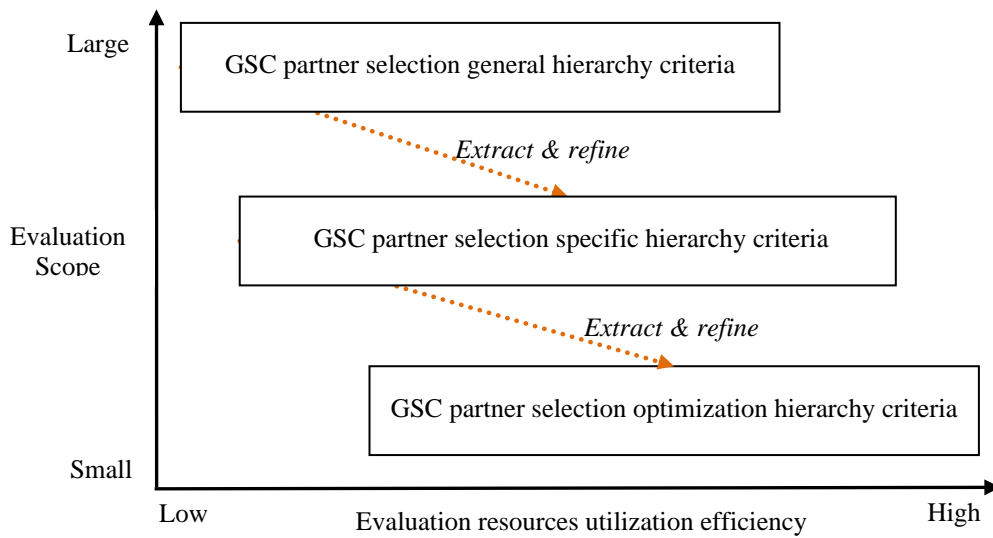 Large
GSC partner selection general hierarchy criteria
Extract & refine
Evaluation
Scope
GSC partner selection specific hierarchy criteria
Extract & refine
GSC partner selection optimization hierarchy criteria
Small
Low
Evaluation resources utilization efficiency
High